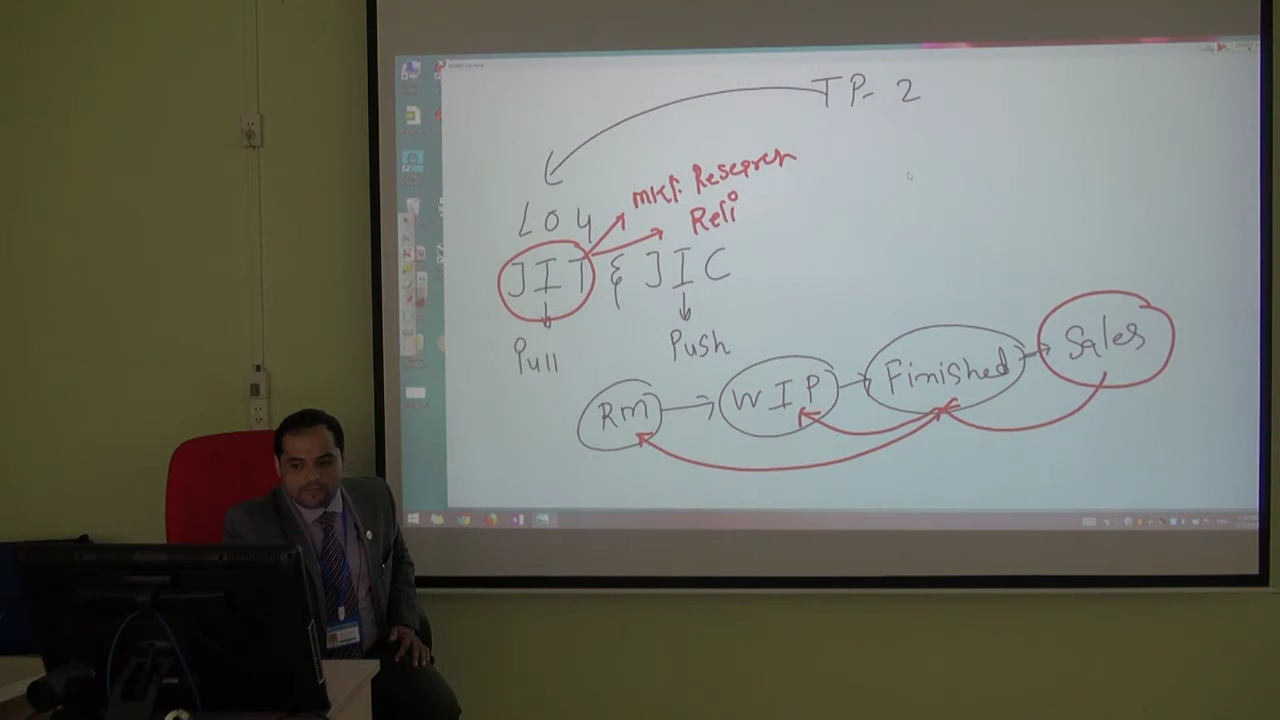 TP-2
LO4
MKt. Research
Reli
JIT & JIC
Pull
Push
RM
WIP
Finished
Sales